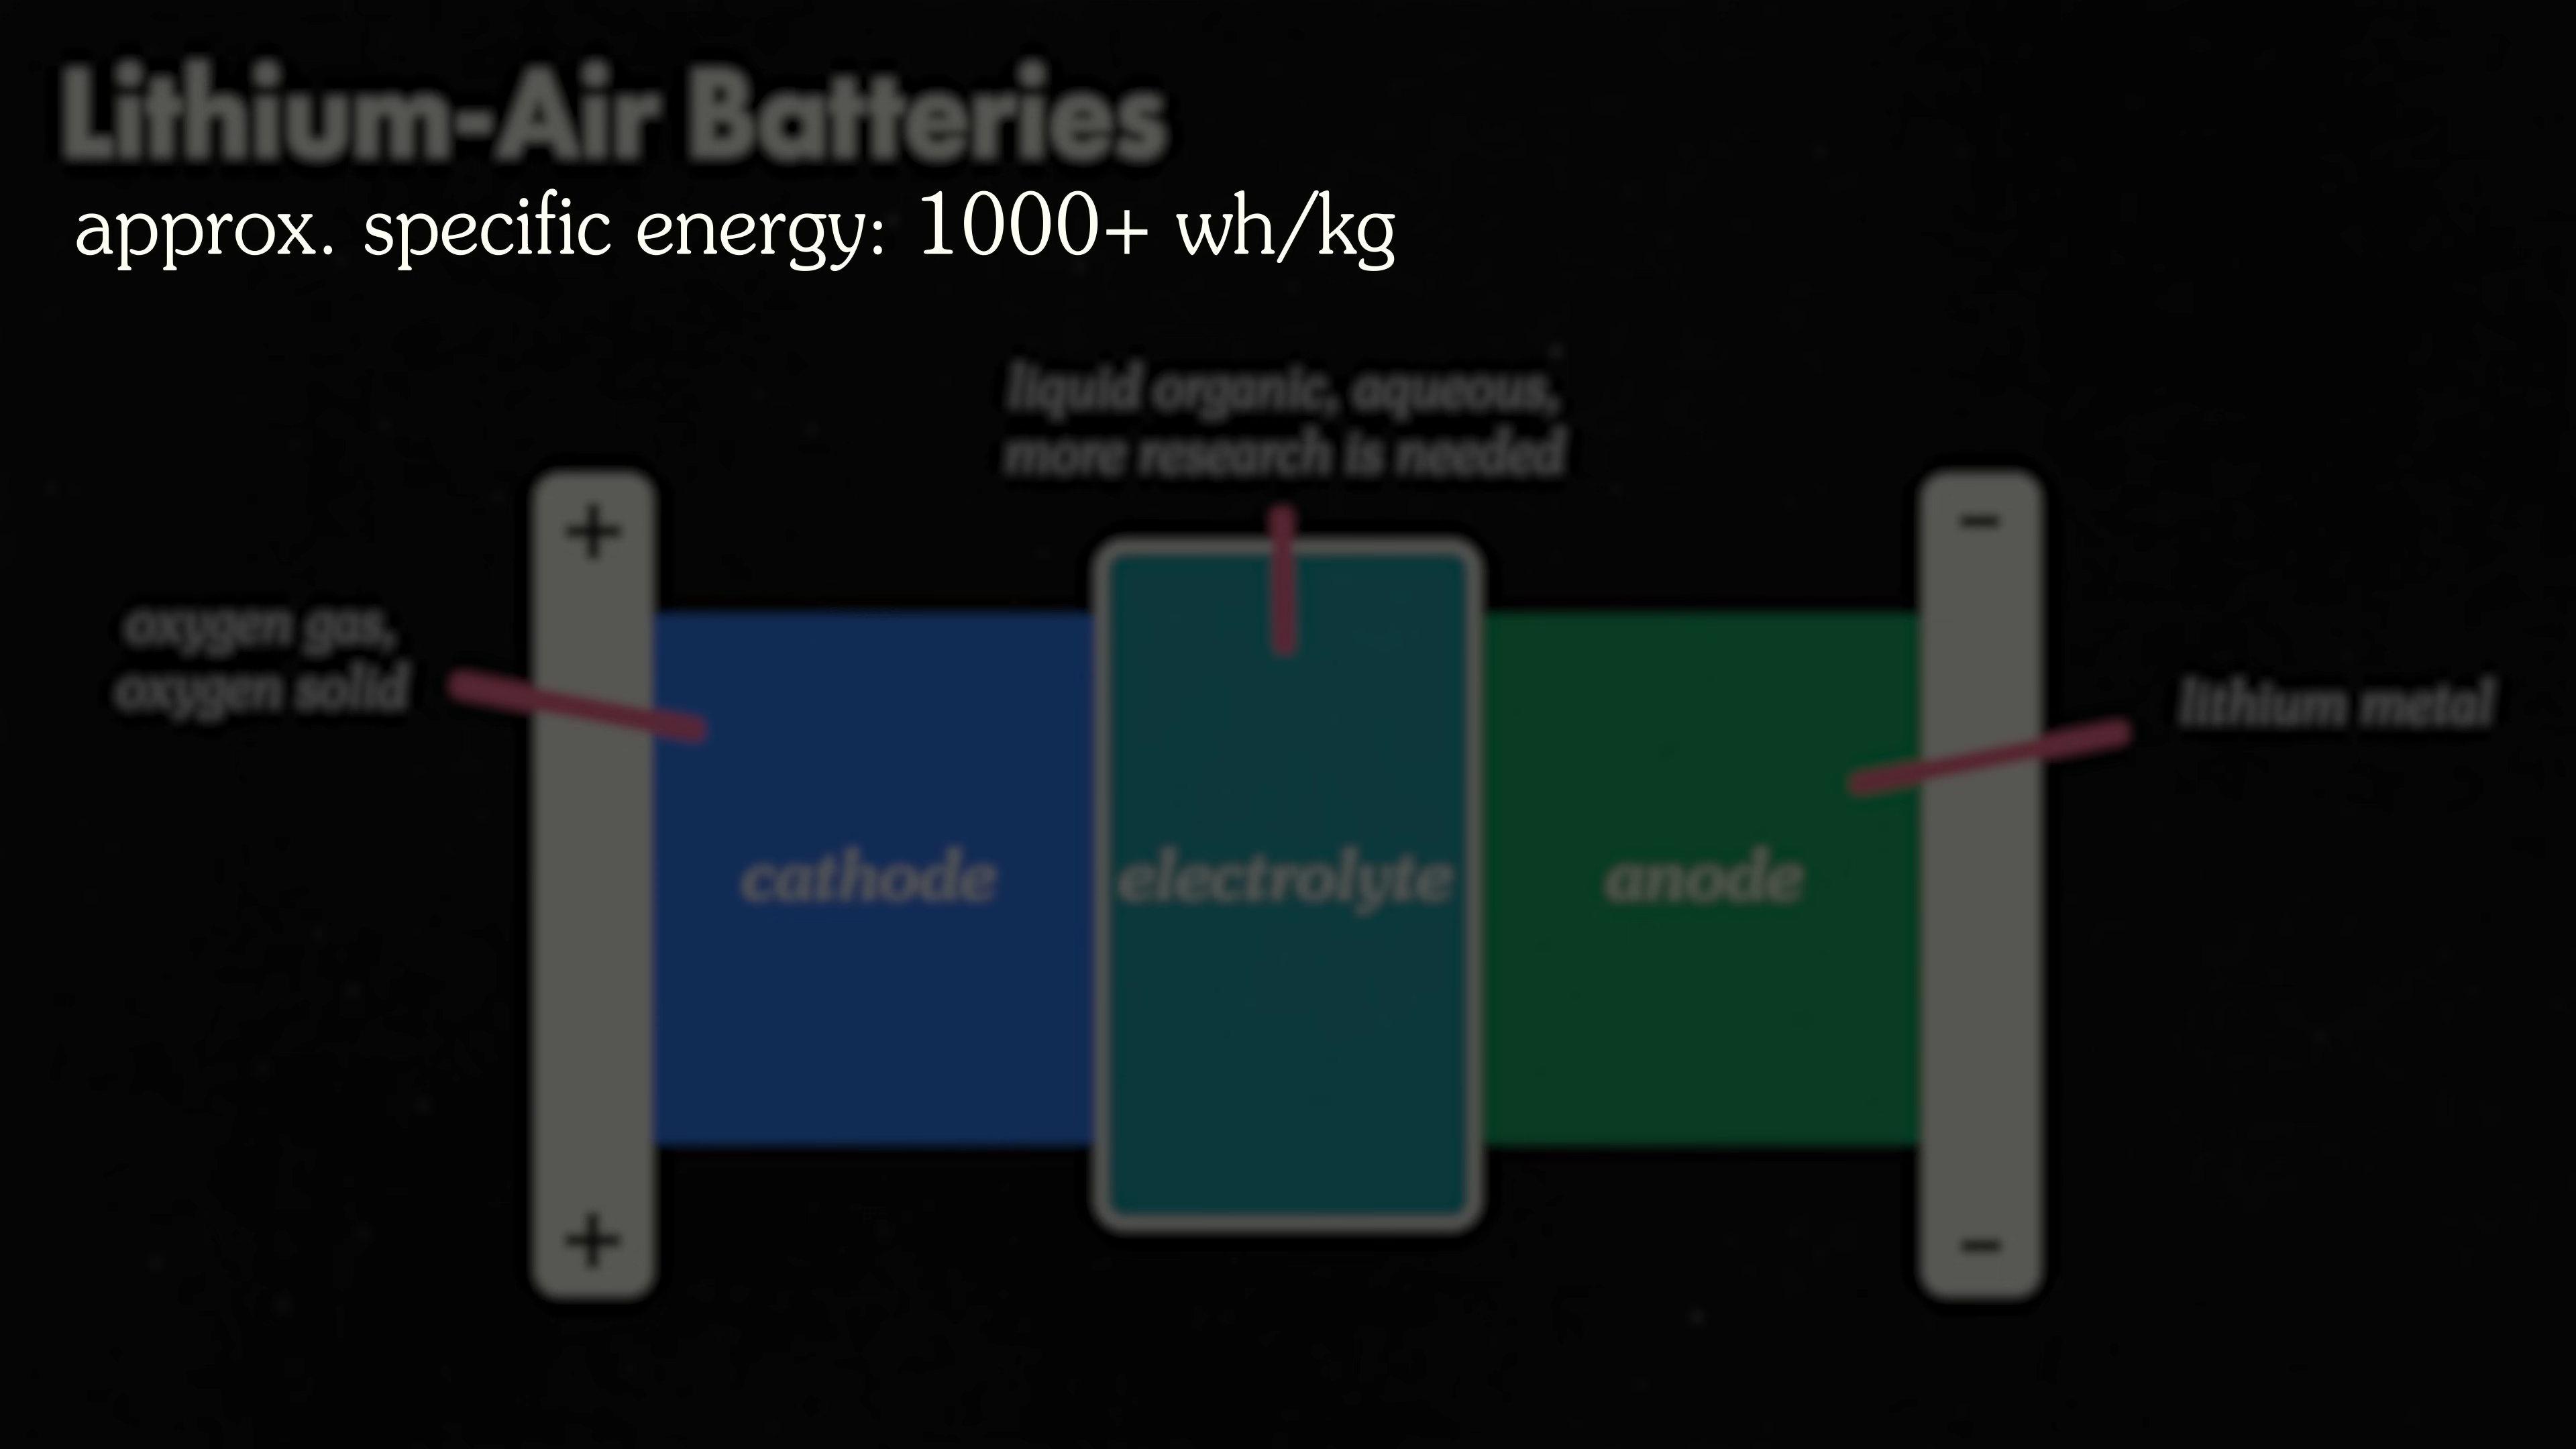 Lithium-Air Batteries
approx. specific energy: 1000+ wh/kg
liquid organic, aqueous,
more research is needed
+
-
oxygen gas,
oxygen solid
lithium metal
cathode
electrolyte
anode
+
-